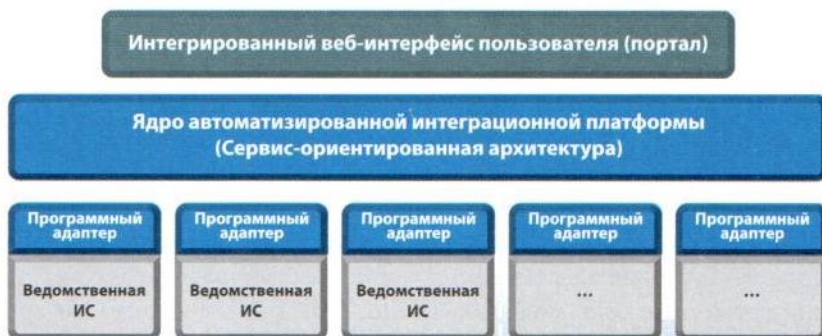 Интегрированный веб-интерфейс пользователя (портал)
Ядро автоматизированной интеграционной платформы
(Сервис-ориентированная архитектура)
Программный
адаптер
Ведомственная
ИС
Программный
адаптер
Ведомственная
ИС
Программный
адаптер
Ведомственная
ИС
Программный
адаптер
...
Программный
адаптер
...